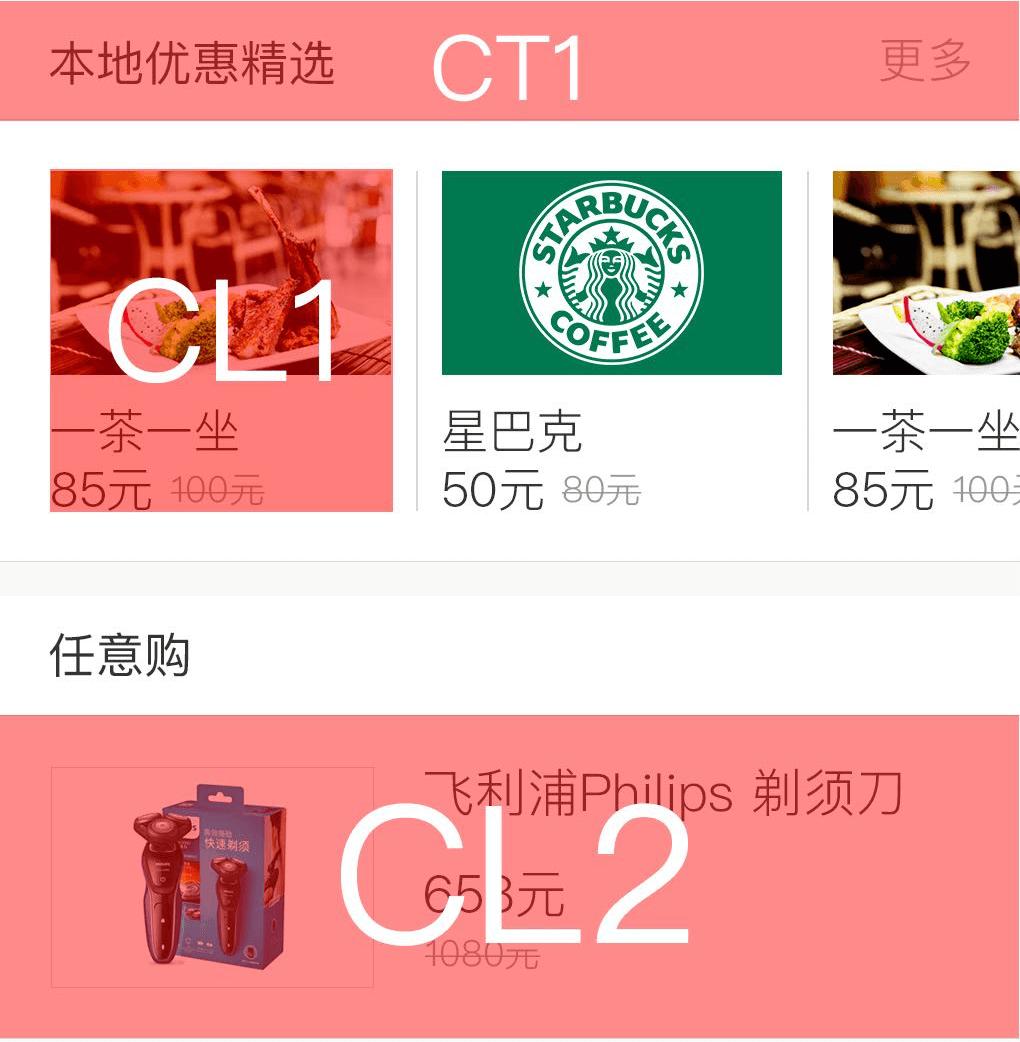 本地优惠精选 CT1 更多
STARBUCKS
COFFEE
CL1
一茶一坐 星巴克 一茶一坐
85元 100元 50元 80元 85元 100元
任意购
飞利浦Philips 剃须刀
快速剃须
CL2
658元
1080元